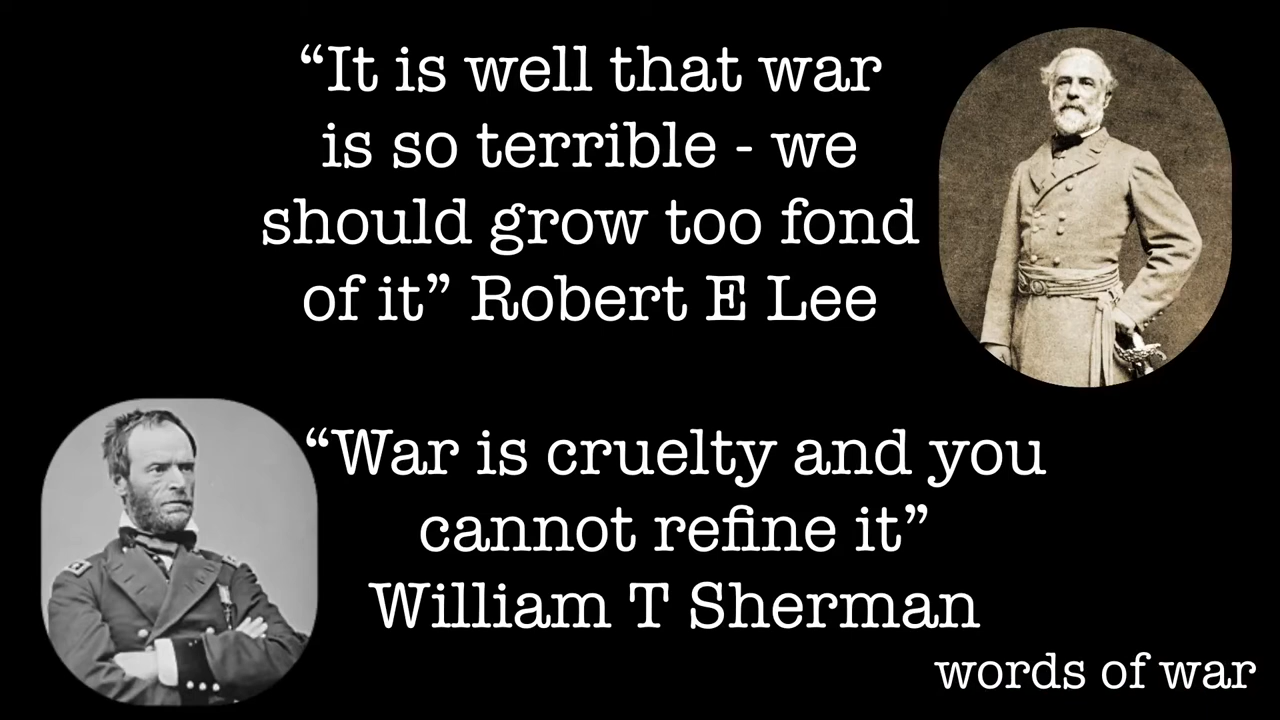 “It is well that war
is so terrible - we
should grow too fond
of it” Robert E Lee
“War is cruelty and you
cannot refine it”
William T Sherman
words of war